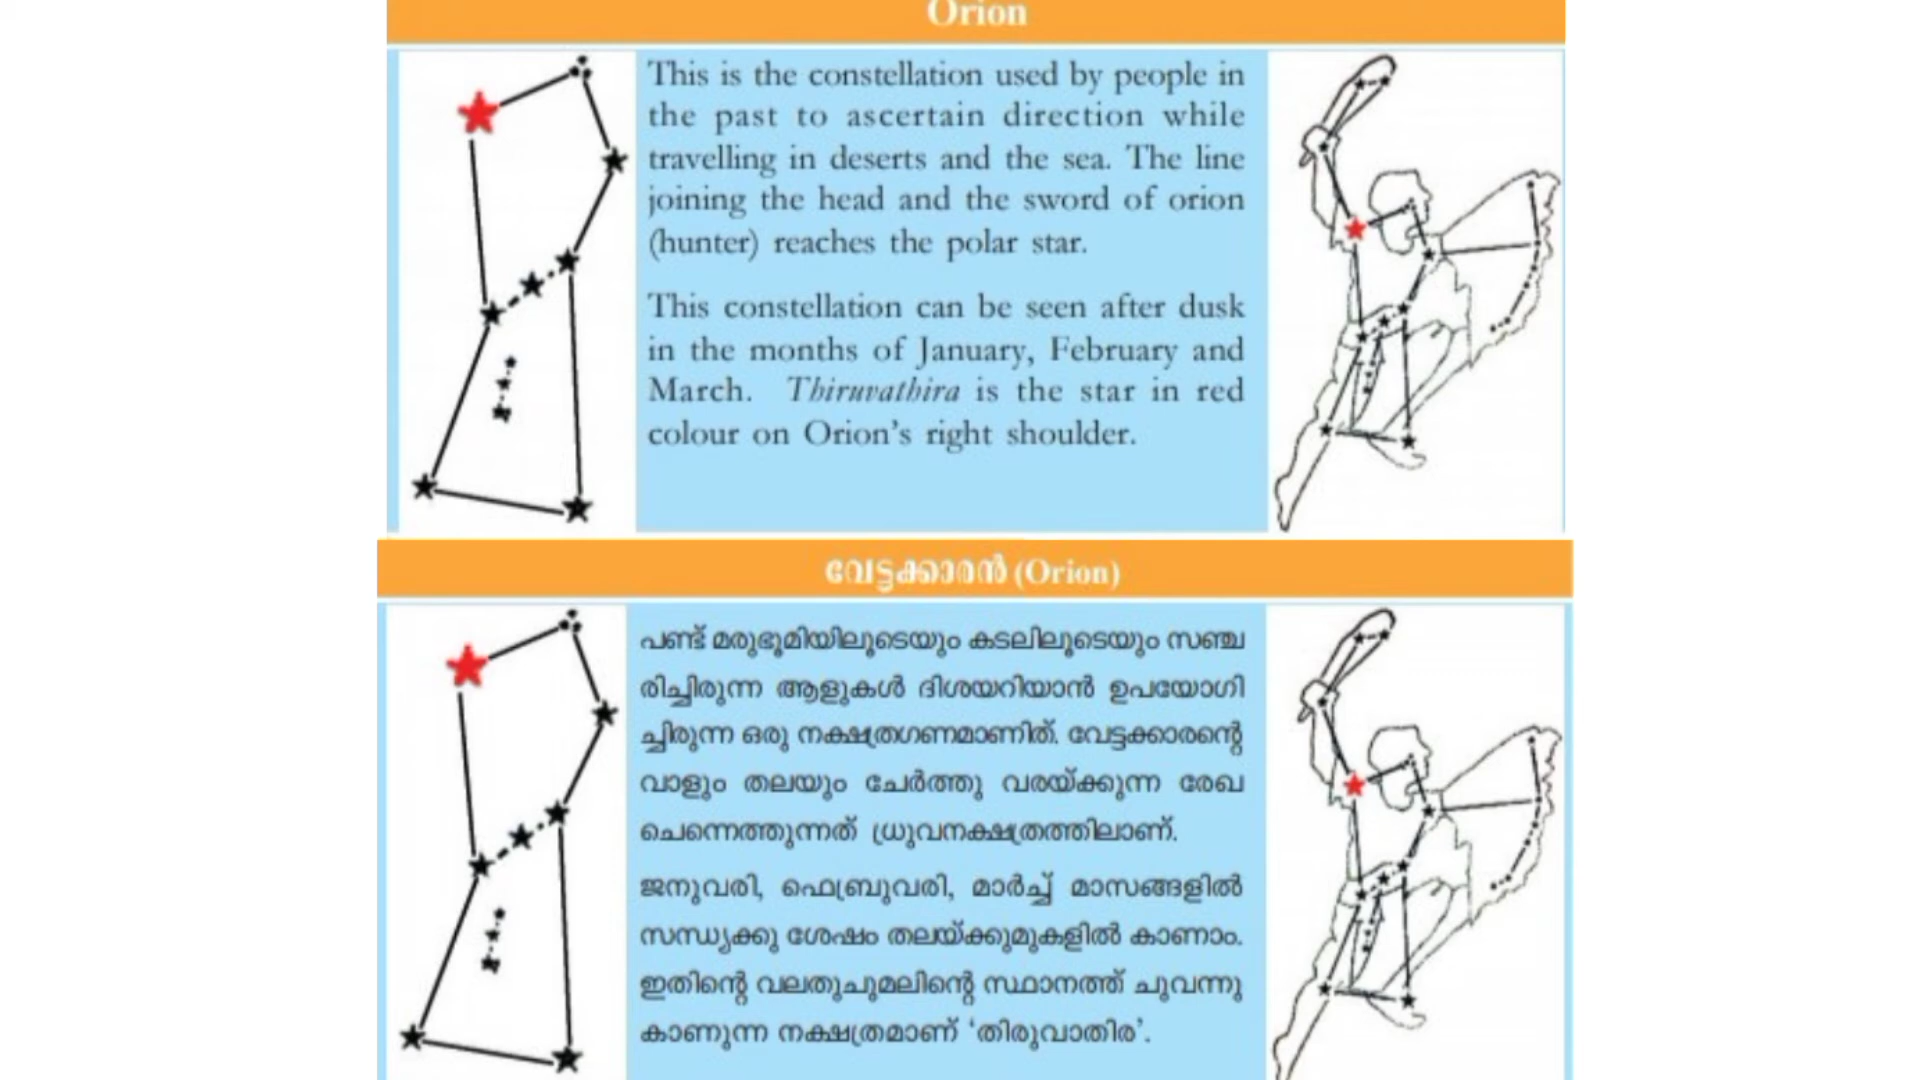 Orion
This is the constellation used by people in
the past to ascertain direction while
travelling in deserts and the sea. The line
joining the head and the sword of orion
(hunter) reaches the polar star.
This constellation can be seen after dusk
in the months of January, February and
March. Thiruvathira is the star in red
colour on Orion's right shoulder.
വേട്ടക്കാരൻ (Orion)
പണ്ട് മരുഭൂമിയിലൂടെയും കടലിലൂടെയും സഞ്ച
രിച്ചിരുന്ന ആളുകൾ ദിശയറിയാൻ ഉപയോഗി
ച്ചിരുന്ന ഒരു നക്ഷത്രഗണമാണിത്. വേട്ടക്കാരന്റെ
വാളും തലയും ചേർത്തു വരയ്ക്കുന്ന രേഖ
ചെന്നെത്തുന്നത് ധ്രുവനക്ഷത്രത്തിലാണ്.
ജനുവരി, ഫെബ്രുവരി, മാർച്ച് മാസങ്ങളിൽ
സന്ധ്യക്കു ശേഷം തലയ്ക്കുമുകളിൽ കാണാം.
ഇതിന്റെ വലതുചുമലിന്റെ സ്ഥാനത്ത് ചുവന്നു
കാണുന്ന നക്ഷത്രമാണ് ‘തിരുവാതിര’.